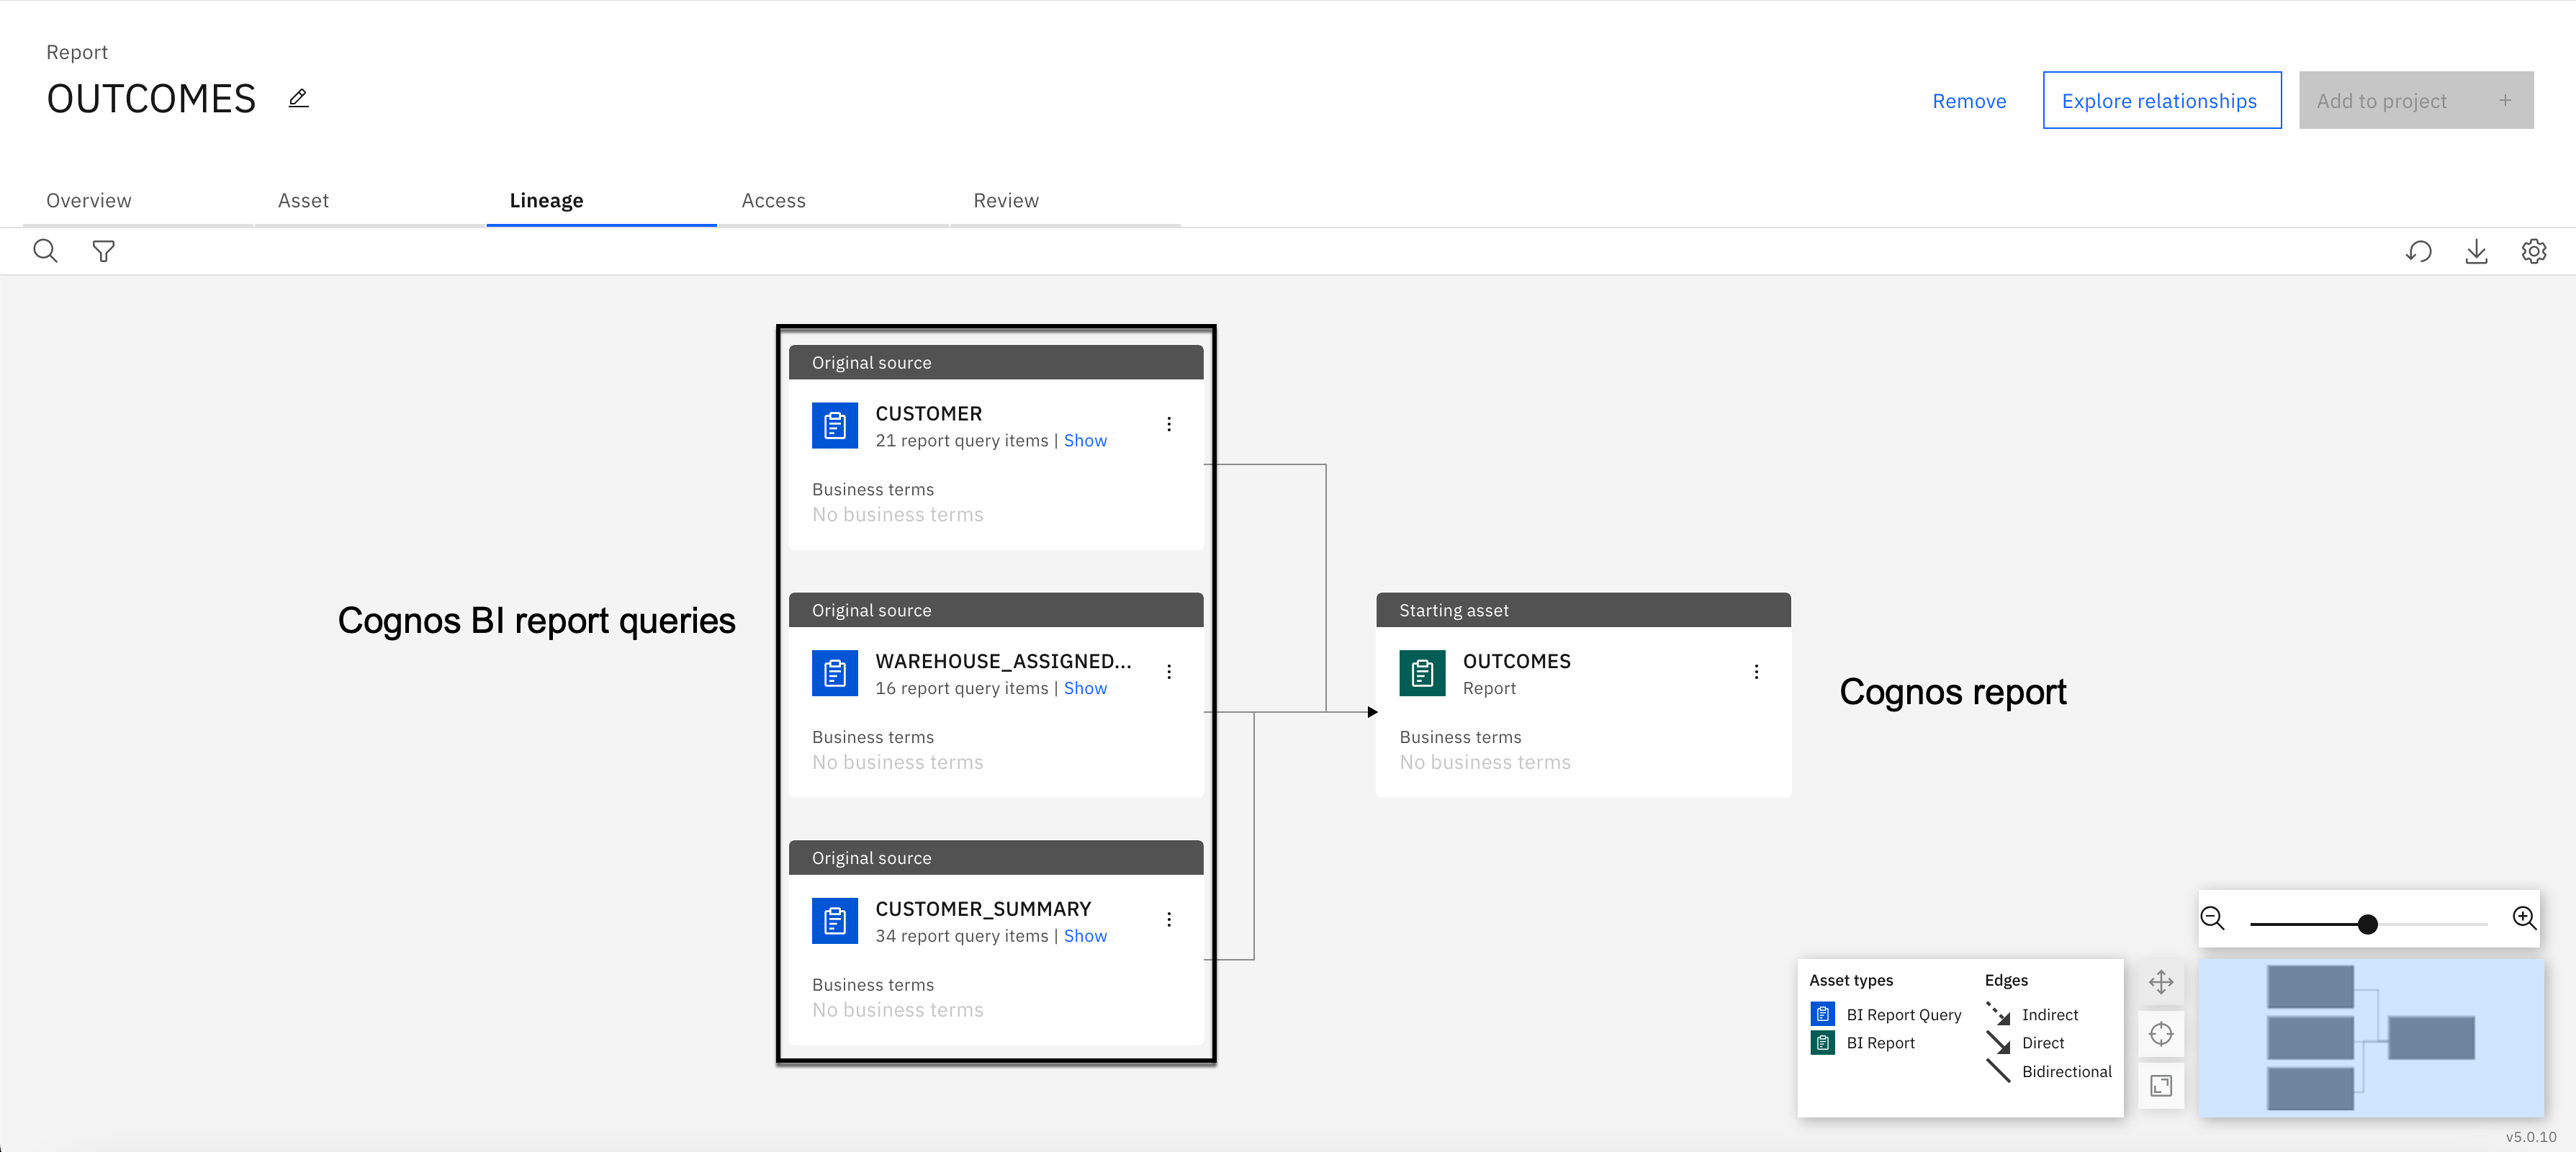 Report
OUTCOMES
Remove
Explore relationships
Add to project +
Overview
Asset
Lineage
Access
Review
Original source
CUSTOMER
21 report query items | Show
Business terms
No business terms
Cognos BI report queries
Original source
WAREHOUSE_ASSIGNED...
16 report query items | Show
Business terms
No business terms
Starting asset
OUTCOMES
Report
Business terms
No business terms
Cognos report
Original source
CUSTOMER_SUMMARY
34 report query items | Show
Business terms
No business terms
Asset types
BI Report Query
BI Report
Edges
Indirect
Direct
Bidirectional
v5.0.10